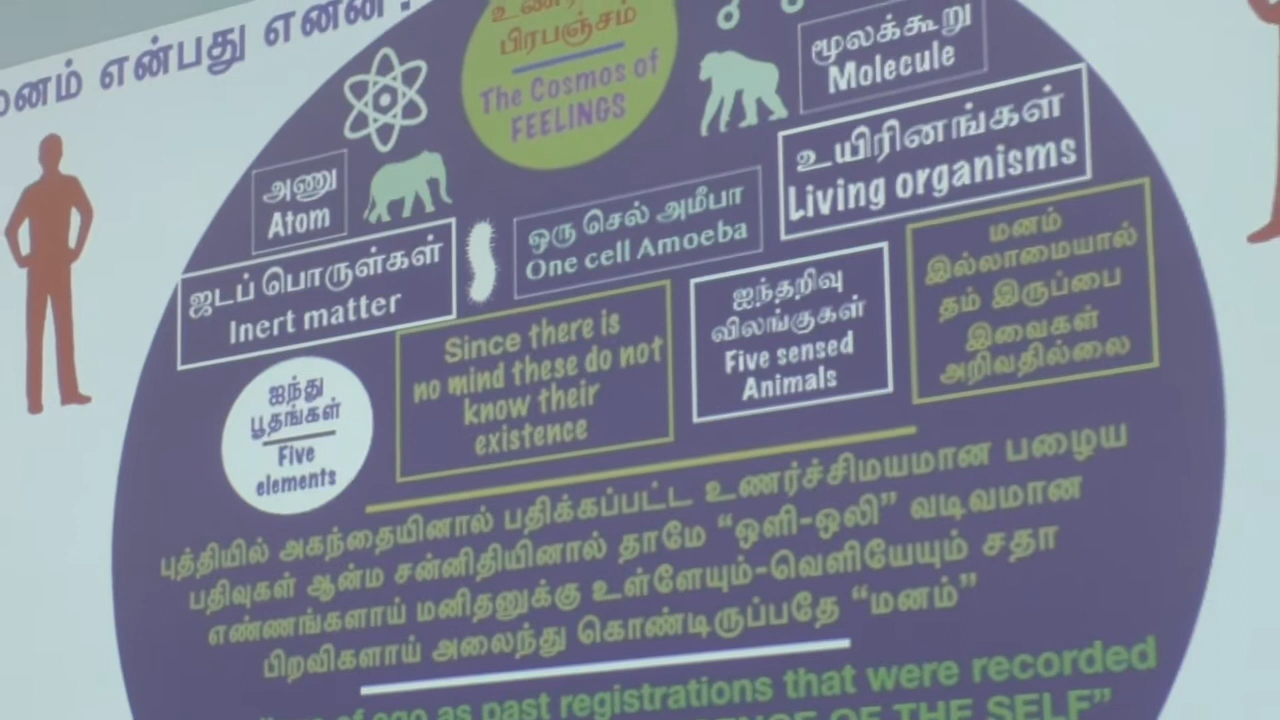 மனம் என்பது என்ன?
பிரபஞ்சம்
The Cosmos of
FEELINGS
மூலக்கூறு
Molecule
உயிரினங்கள்
Living organisms
அணு
Atom
ஒரு செல் அமீபா
One cell Amoeba
ஜடப் பொருள்கள்
Inert matter
ஐந்தறிவு
விலங்குகள்
Five sensed
Animals
மனம்
இல்லாமையால்
தம் இருப்பை
இவைகள்
அறிவதில்லை
Since there is
no mind these do not
know their
existence
ஐந்து
பூதங்கள்
Five
elements
புத்தியில் அகந்தையினால் பதிக்கப்பட்ட உணர்ச்சிமயமான பழைய
பதிவுகள் ஆன்ம சன்னிதியினால் தாமே “ஒளி-ஒலி” வடிவமான
எண்ணங்களாய் மனிதனுக்கு உள்ளேயும்-வெளியேயும் சதா
பிறவிகளாய் அலைந்து கொண்டிருப்பதே “மனம்”
of ego as past registrations that were recorded
OF THE SELF”